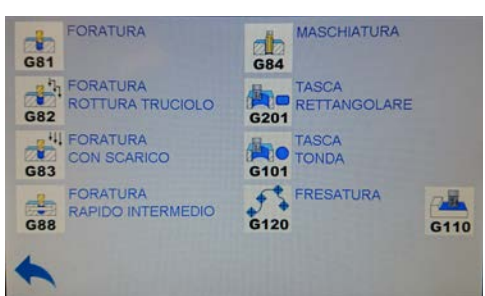 FORATURA
G81
FORATURA
ROTTURA TRUCIOLO
G82
FORATURA
CON SCARICO
G83
FORATURA
RAPIDO INTERMEDIO
G88
MASCHIATURA
G84
TASCA
RETTANGOLARE
G201
TASCA
TONDA
G101
FRESATURA
G120
G110